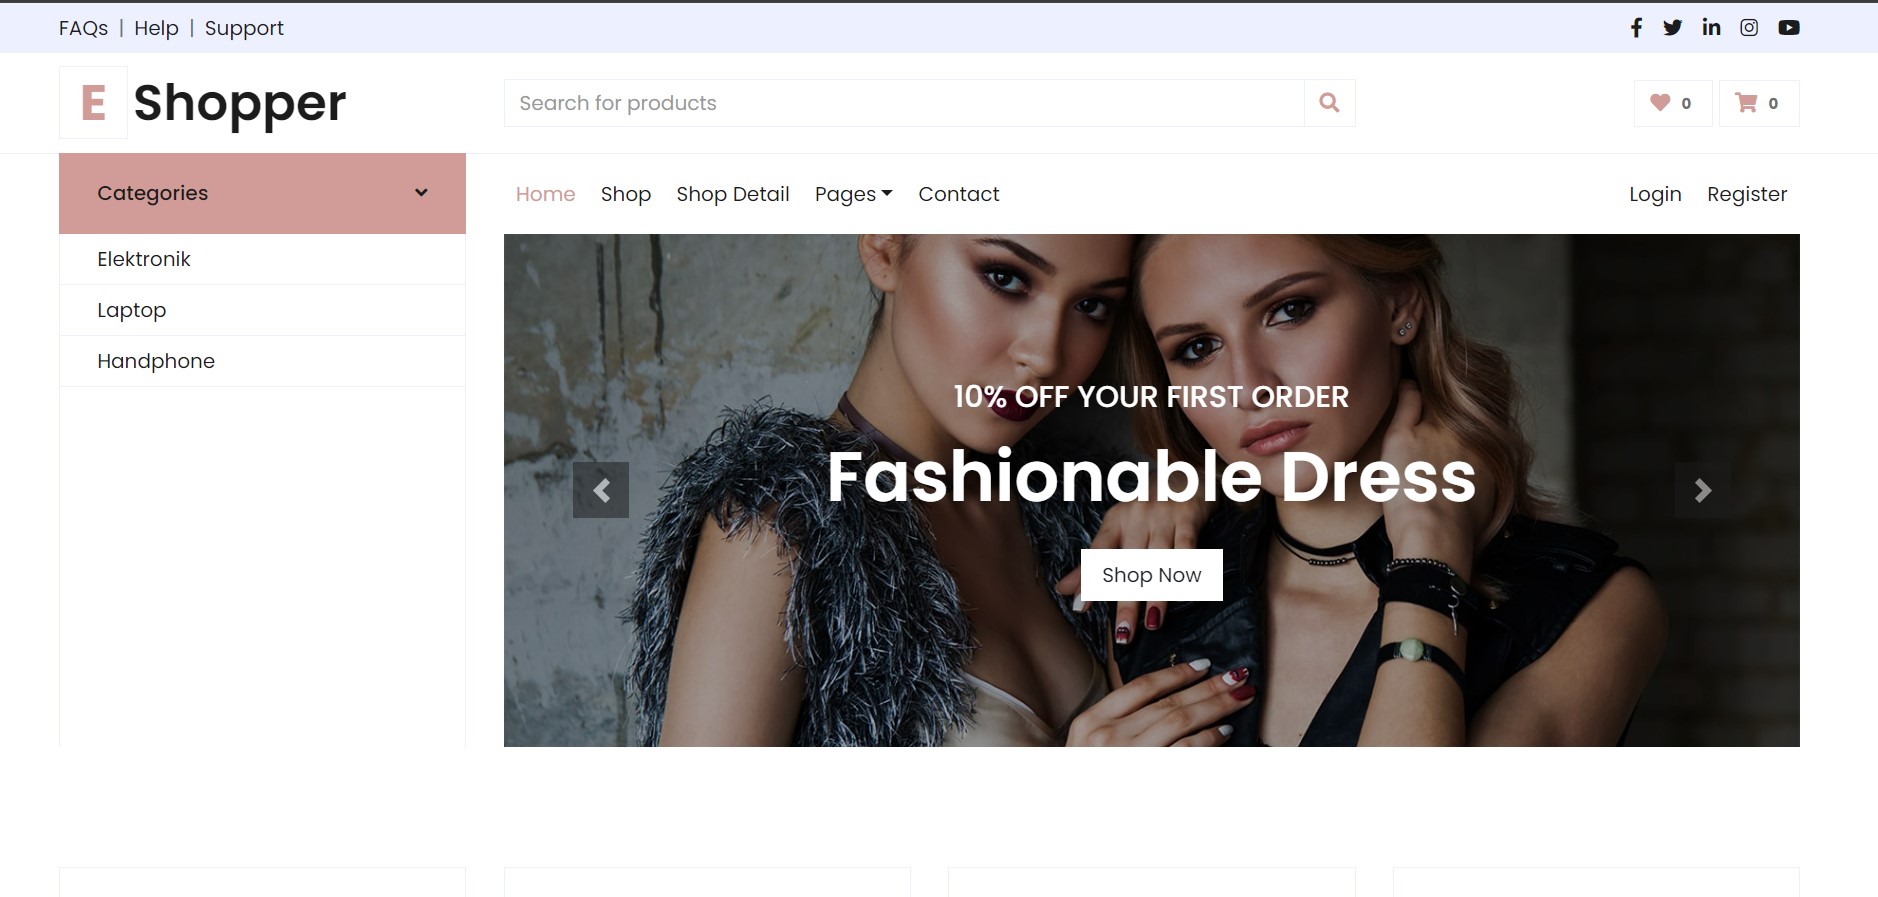 FAQs | Help | Support
E Shopper
Search for products
0
0
Categories
Home Shop Shop Detail Pages Contact
Login Register
Elektronik
Laptop
Handphone
10% OFF YOUR FIRST ORDER
Fashionable Dress
Shop Now